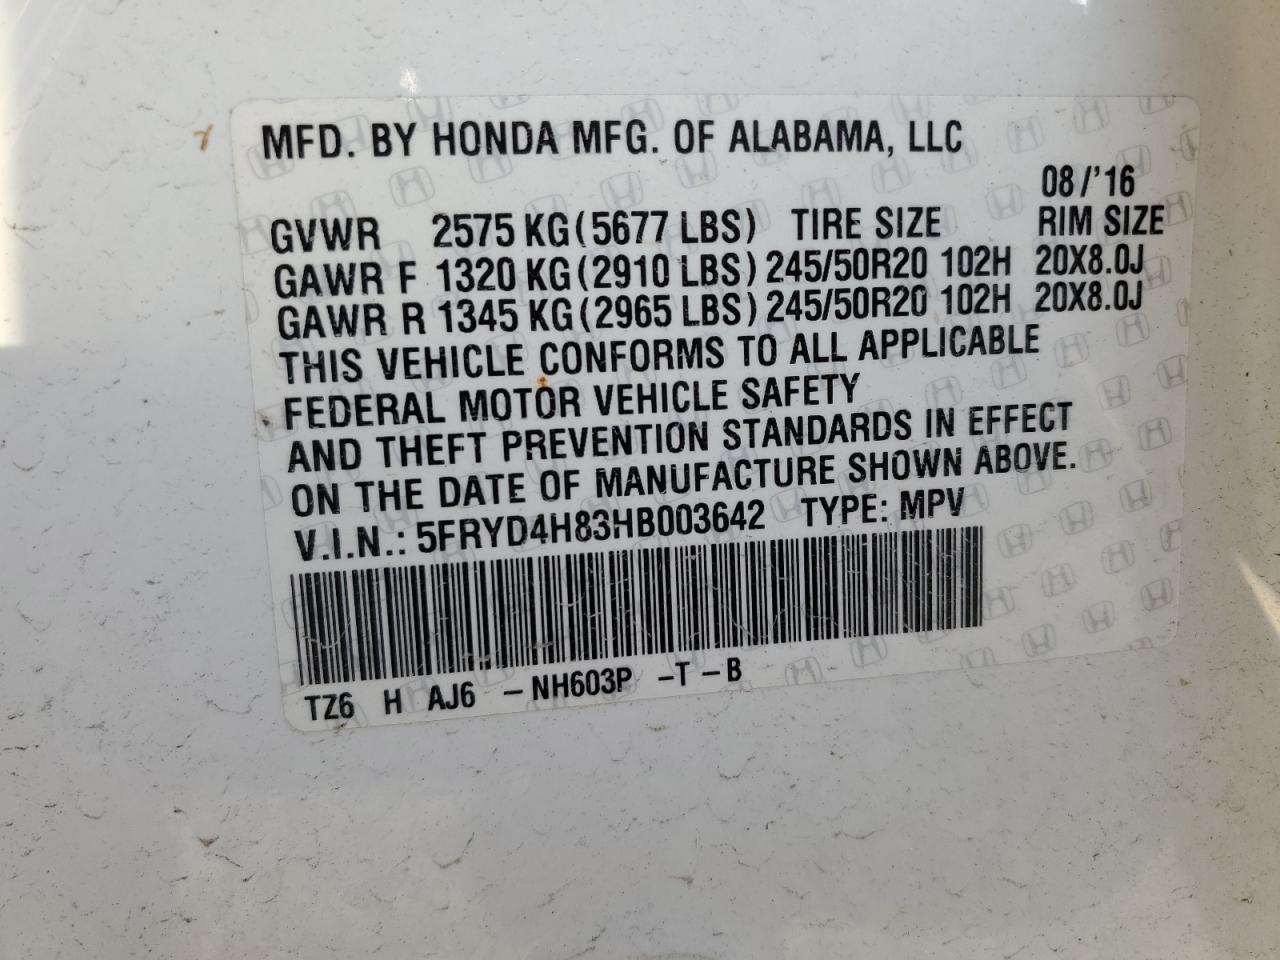 MFD. BY HONDA MFG. OF ALABAMA, LLC
08/'16
GVWR 2575 KG (5677 LBS) TIRE SIZE RIM SIZE
GAWR F 1320 KG (2910 LBS) 245/50R20 102H 20X8.0J
GAWR R 1345 KG (2965 LBS) 245/50R20 102H 20X8.0J
THIS VEHICLE CONFORMS TO ALL APPLICABLE
FEDERAL MOTOR VEHICLE SAFETY
AND THEFT PREVENTION STANDARDS IN EFFECT
ON THE DATE OF MANUFACTURE SHOWN ABOVE.
V.I.N.: 5FRYD4H83HB003642 TYPE: MPV
TZ6 H AJ6 – NH603P –T – B